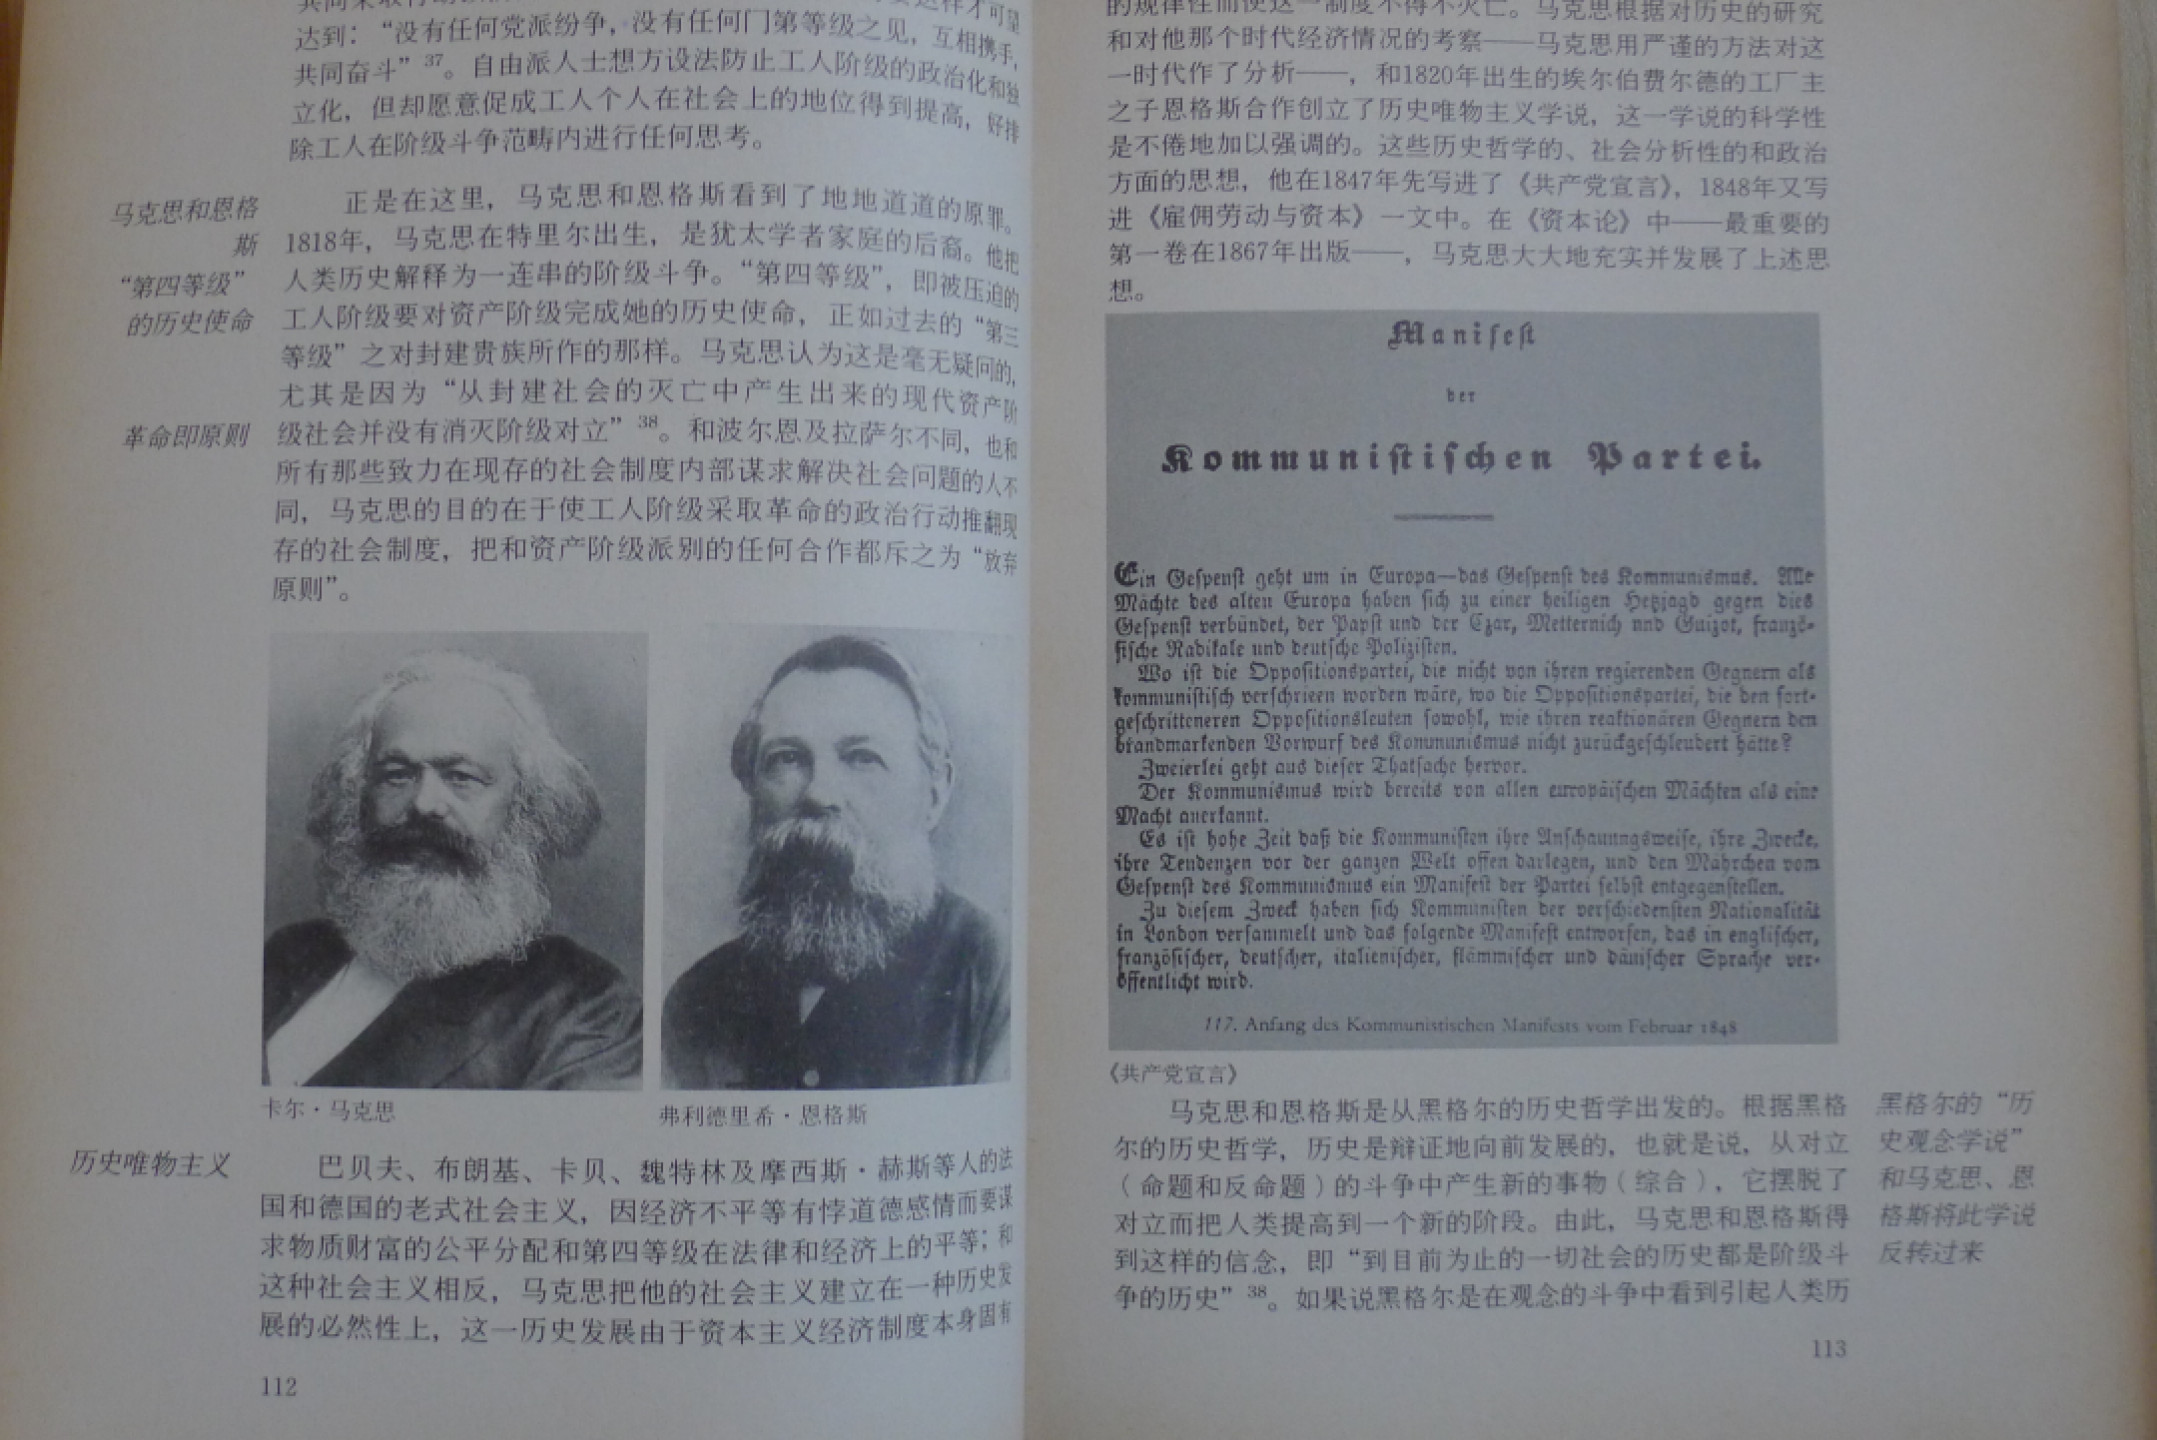 达到：“没有任何党派纷争，没有任何门第等级之见，互相携手，
共同奋斗”37。自由派人士想方设法防止工人阶级的政治化和独
立化，但却愿意促成工人个人在社会上的地位得到提高，好排
除工人在阶级斗争范畴内进行任何思考。
马克思和恩格
斯
“第四等级”
的历史使命
正是在这里，马克思和恩格斯看到了地地道道的原罪。
1818年，马克思在特里尔出生，是犹太学者家庭的后裔。他把
人类历史解释为一连串的阶级斗争。“第四等级”，即被压迫的
工人阶级要对资产阶级完成她的历史使命，正如过去的“第三
等级”之对封建贵族所作的那样。马克思认为这是毫无疑问的，
尤其是因为“从封建社会的灭亡中产生出来的现代资产阶
革命即原则
级社会并没有消灭阶级对立”38。和波尔恩及拉萨尔不同，也和
所有那些致力在现存的社会制度内部谋求解决社会问题的人不
同，马克思的目的在于使工人阶级采取革命的政治行动推翻现
存的社会制度，把和资产阶级派别的任何合作都斥之为“放弃
原则”。
卡尔·马克思
弗利德里希·恩格斯
历史唯物主义
巴贝夫、布朗基、卡贝、魏特林及摩西斯·赫斯等人的法
国和德国的老式社会主义，因经济不平等有悖道德感情而要谋
求物质财富的公平分配和第四等级在法律和经济上的平等；和
这种社会主义相反，马克思把他的社会主义建立在一种历史发
展的必然性上，这一历史发展由于资本主义经济制度本身固有
112
的规律性而使这一制度不得不灭亡。马克思根据对历史的研究
和对他那个时代经济情况的考察——马克思用严谨的方法对这
一时代作了分析——，和1820年出生的埃尔伯费尔德的工厂主
之子恩格斯合作创立了历史唯物主义学说，这一学说的科学性
是不倦地加以强调的。这些历史哲学的、社会分析性的和政治
方面的思想，他在1847年先写进了《共产党宣言》，1848年又写
进《雇佣劳动与资本》一文中。在《资本论》中——最重要的
第一卷在1867年出版——，马克思大大地充实并发展了上述思
想。
Manifest
der
Kommunistischen Partei.
Ein Gespenst geht um in Europa—das Gespenst des Kommunismus. Alle
Mächte des alten Europa haben sich zu einer heiligen Hetzjagd gegen dies
Gespenst verbündet, der Papst und der Czar, Metternich und Guizot, franzö-
sische Radikale und deutsche Polizisten.
Wo ist die Oppositionspartei, die nicht von ihren regierenden Gegnern als
kommunistisch verschrieen worden wäre, wo die Oppositionspartei, die den fort-
geschritteneren Oppositionsleuten sowohl, wie ihren reaktionären Gegnern den
brandmarkenden Vorwurf des Kommunismus nicht zurückgeschleudert hätte?
Zweierlei geht aus dieser Thatsache hervor.
Der Kommunismus wird bereits von allen europäischen Mächten als eine
Macht anerkannt.
Es ist hohe Zeit daß die Kommunisten ihre Anschauungsweise, ihre Zwecke,
ihre Tendenzen vor der ganzen Welt offen darlegen, und den Mährchen vom
Gespenst des Kommunismus ein Manifest der Partei selbst entgegenstellen.
Zu diesem Zweck haben sich Kommunisten der verschiedensten Nationalität
in London versammelt und das folgende Manifest entworfen, das in englischer,
französischer, deutscher, italienischer, flämmischer und dänischer Sprache ver-
öffentlicht wird.
117. Anfang des Kommunistischen Manifests vom Februar 1848
《共产党宣言》
马克思和恩格斯是从黑格尔的历史哲学出发的。根据黑格
尔的历史哲学，历史是辩证地向前发展的，也就是说，从对立
（命题和反命题）的斗争中产生新的事物（综合），它摆脱了
对立而把人类提高到一个新的阶段。由此，马克思和恩格斯得
到这样的信念，即“到目前为止的一切社会的历史都是阶级斗
争的历史”38。如果说黑格尔是在观念的斗争中看到引起人类历
黑格尔的“历
史观念学说”
和马克思、恩
格斯将此学说
反转过来
113